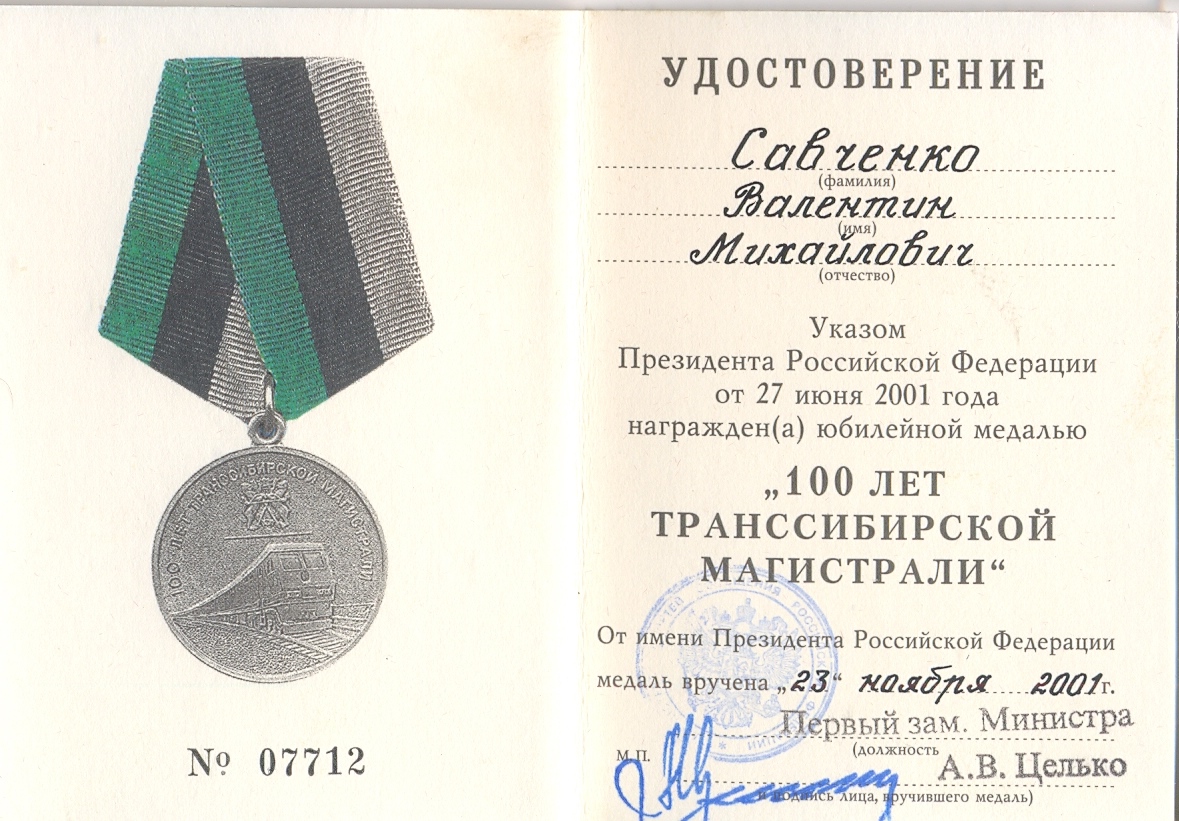 100 ЛЕТ ТРАНССИБИРСКОЙ МАГИСТРАЛИ
№ 07712
УДОСТОВЕРЕНИЕ
Савченко
(фамилия)
Валентин
(имя)
Михайлович
(отчество)
Указом
Президента Российской Федерации
от 27 июня 2001 года
награжден(а) юбилейной медалью
„100 ЛЕТ
ТРАНССИБИРСКОЙ
МАГИСТРАЛИ“
От имени Президента Российской Федерации
медаль вручена „23“ ноября 2001г.
Первый зам. Министра
М.П.
(должность
А.В. Целько
и подпись лица, вручившего медаль)